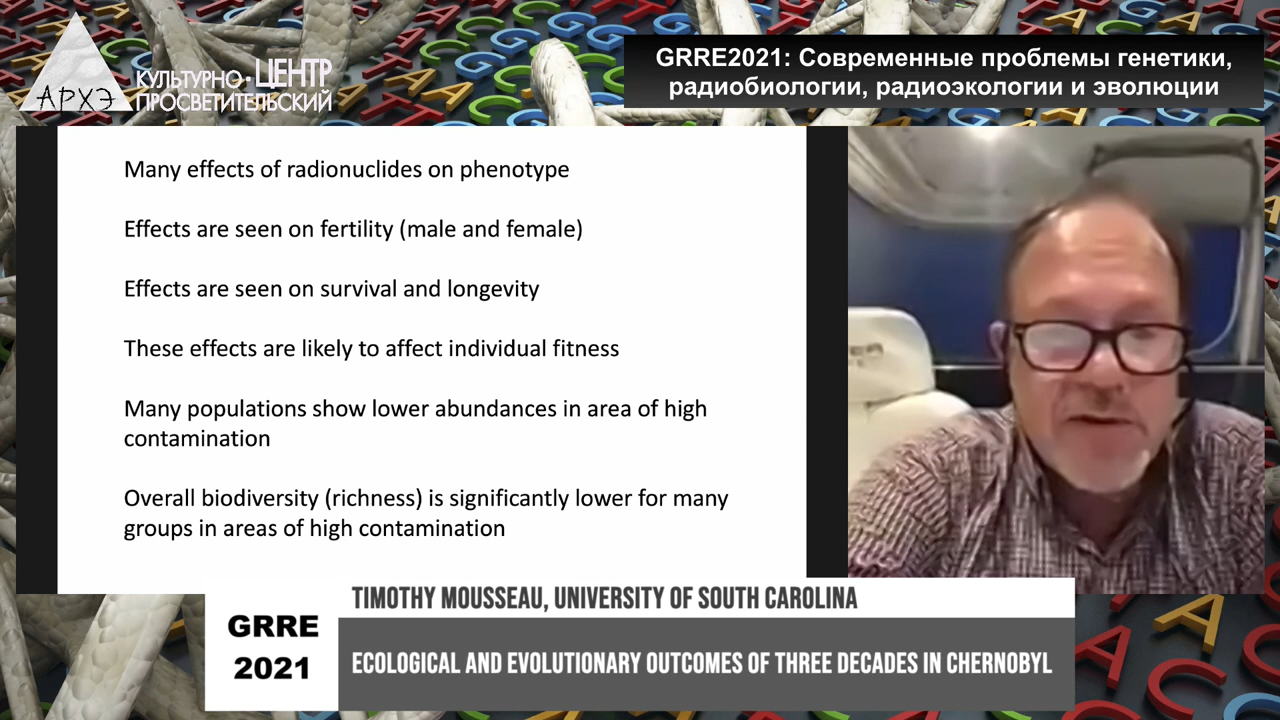 АРХЭ
КУЛЬТУРНО-ЦЕНТР
ПРОСВЕТИТЕЛЬСКИЙ
GRRE2021: Современные проблемы генетики,
радиобиологии, радиоэкологии и эволюции
Many effects of radionuclides on phenotype
Effects are seen on fertility (male and female)
Effects are seen on survival and longevity
These effects are likely to affect individual fitness
Many populations show lower abundances in area of high
contamination
Overall biodiversity (richness) is significantly lower for many
groups in areas of high contamination
GRRE
2021
TIMOTHY MOUSSEAU, UNIVERSITY OF SOUTH CAROLINA
ECOLOGICAL AND EVOLUTIONARY OUTCOMES OF THREE DECADES IN CHERNOBYL